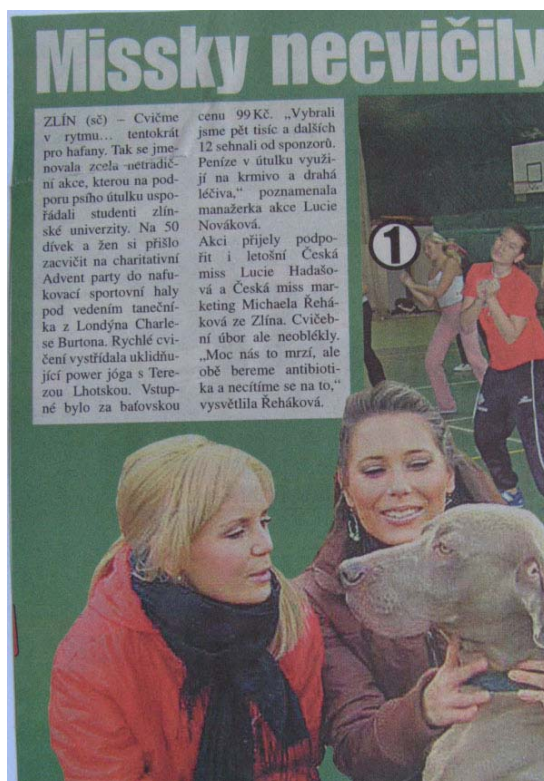 Missky necvičily
ZLÍN (sč) – Cvičme
v rytmu... tentokrát
pro hafany. Tak se jme-
novala zcela netradič-
ní akce, kterou na pod-
poru psího útulku uspo-
řádali studenti zlín-
ské univerzity. Na 50
dívek a žen si přišlo
zacvičit na charitativní
Advent party do nafu-
kovací sportovní haly
pod vedením taneční-
ka z Londýna Charle-
se Burtona. Rychlé cvi-
čení vystřídala uklidňu-
jící power jóga s Tere-
zou Lhotskou. Vstup-
né bylo za baťovskou
cenu 99 Kč. „Vybrali
jsme pět tisíc a dalších
12 sehnali od sponzorů.
Peníze v útulku využi-
jí na krmivo a drahá
léčiva,“ poznamenala
manažerka akce Lucie
Nováková.
Akci přijely podpo-
řit i letošní Česká
miss Lucie Hadašo-
vá a Česká miss mar-
keting Michaela Řehá-
ková ze Zlína. Cvičeb-
ní úbor ale neoblékly.
„Moc nás to mrzí, ale
obě bereme antibioti-
ka a necítíme se na to,“
vysvětlila Řeháková.
1